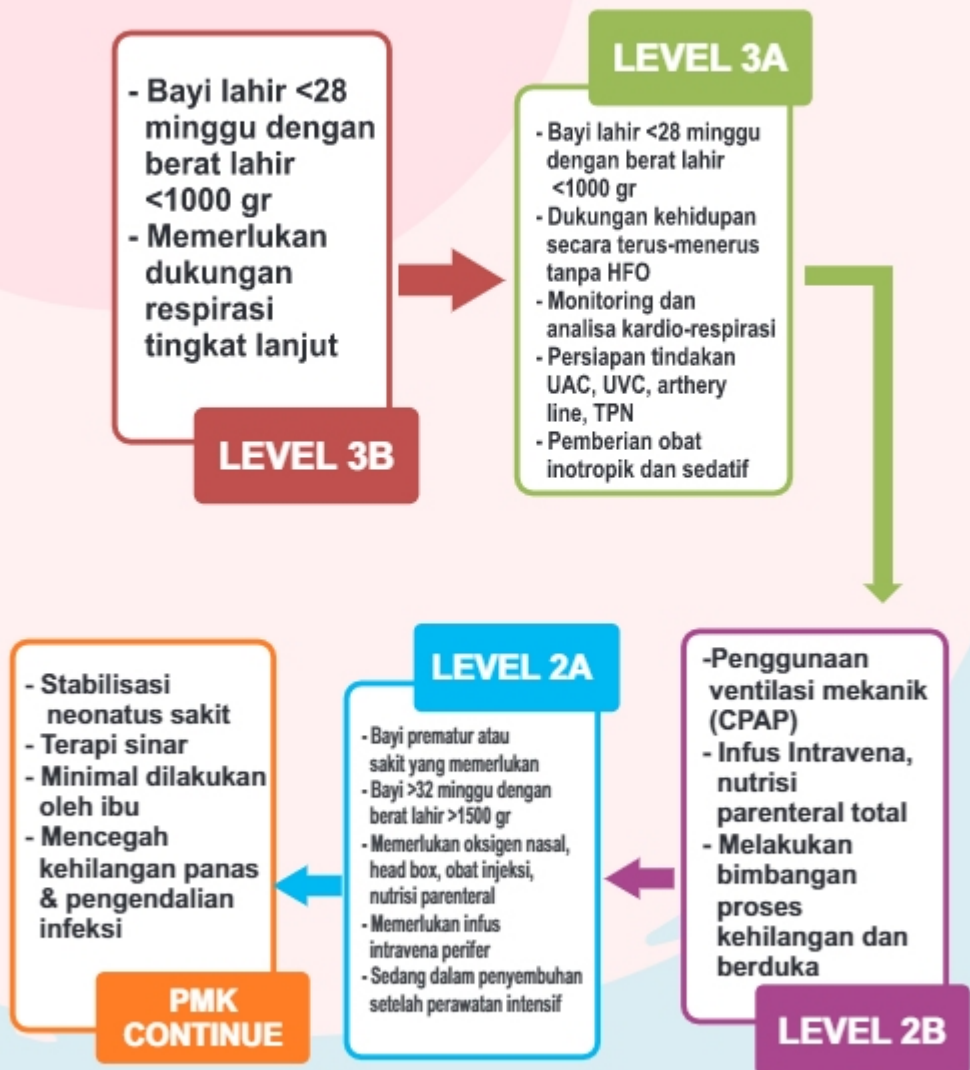 - Bayi lahir <28
minggu dengan
berat lahir
<1000 gr
- Memerlukan
dukungan
respirasi
tingkat lanjut
LEVEL 3B
LEVEL 3A
- Bayi lahir <28 minggu
dengan berat lahir
<1000 gr
- Dukungan kehidupan
secara terus-menerus
tanpa HFO
- Monitoring dan
analisa kardio-respirasi
- Persiapan tindakan
UAC, UVC, arthery
line, TPN
- Pemberian obat
inotropik dan sedatif
-Penggunaan
ventilasi mekanik
(CPAP)
- Infus Intravena,
nutrisi
parenteral total
- Melakukan
bimbangan
proses
kehilangan dan
berduka
LEVEL 2B
LEVEL 2A
- Bayi prematur atau
sakit yang memerlukan
- Bayi >32 minggu dengan
berat lahir >1500 gr
- Memerlukan oksigen nasal,
head box, obat injeksi,
nutrisi parenteral
- Memerlukan infus
intravena perifer
- Sedang dalam penyembuhan
setelah perawatan intensif
- Stabilisasi
neonatus sakit
- Terapi sinar
- Minimal dilakukan
oleh ibu
- Mencegah
kehilangan panas
& pengendalian
infeksi
PMK
CONTINUE